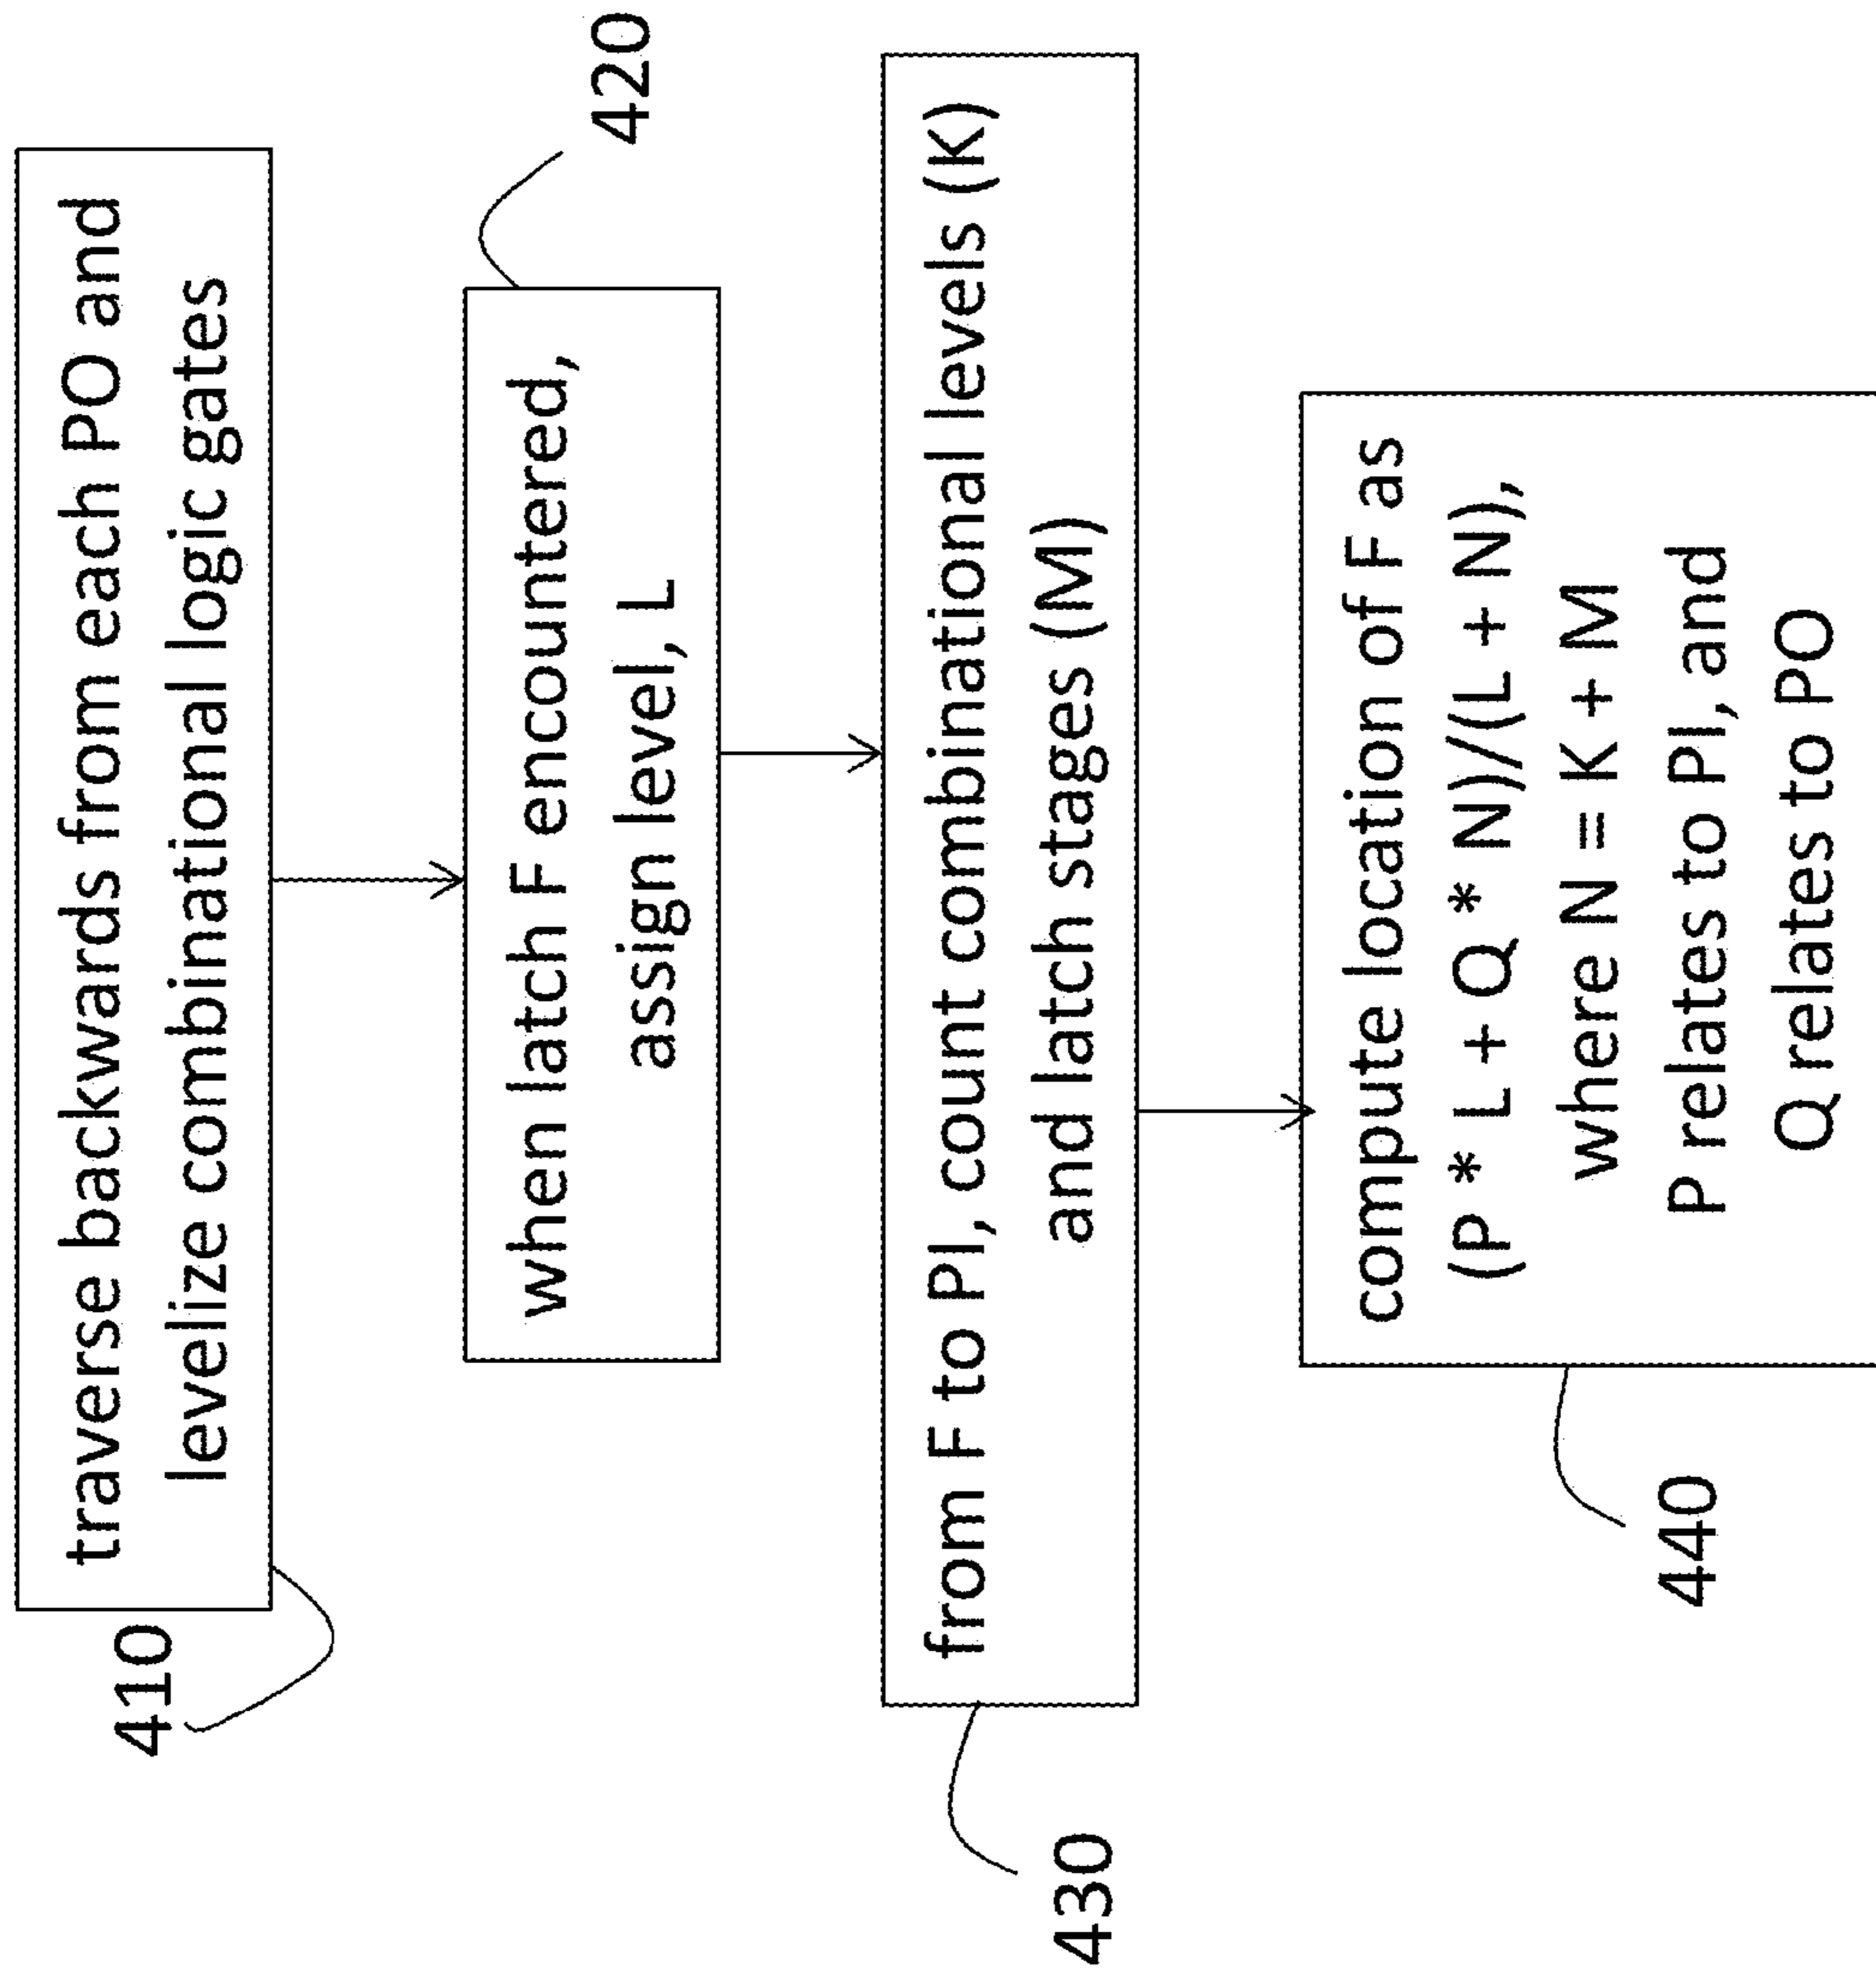 410
traverse backwards from each PO and
levelize combinational logic gates
420
when latch F encountered,
assign level, L
430
from F to PI, count combinational levels (K)
and latch stages (M)
440
compute location of F as
(P * L + Q * N)/(L + N),
where N = K + M
P relates to PI, and
Q relates to PO